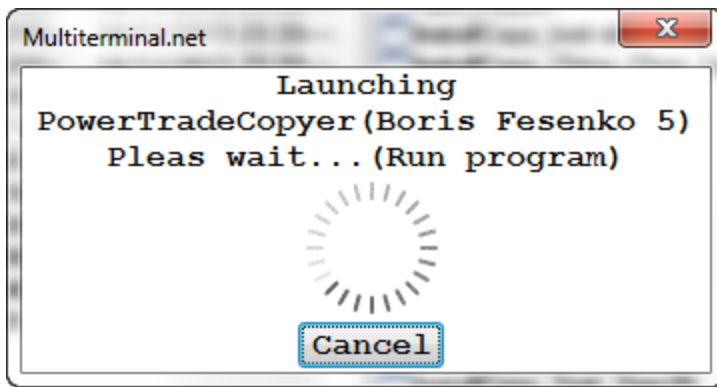 Multiterminal.net
Launching
PowerTradeCopyer(Boris Fesenko 5)
Pleas wait...(Run program)
Cancel